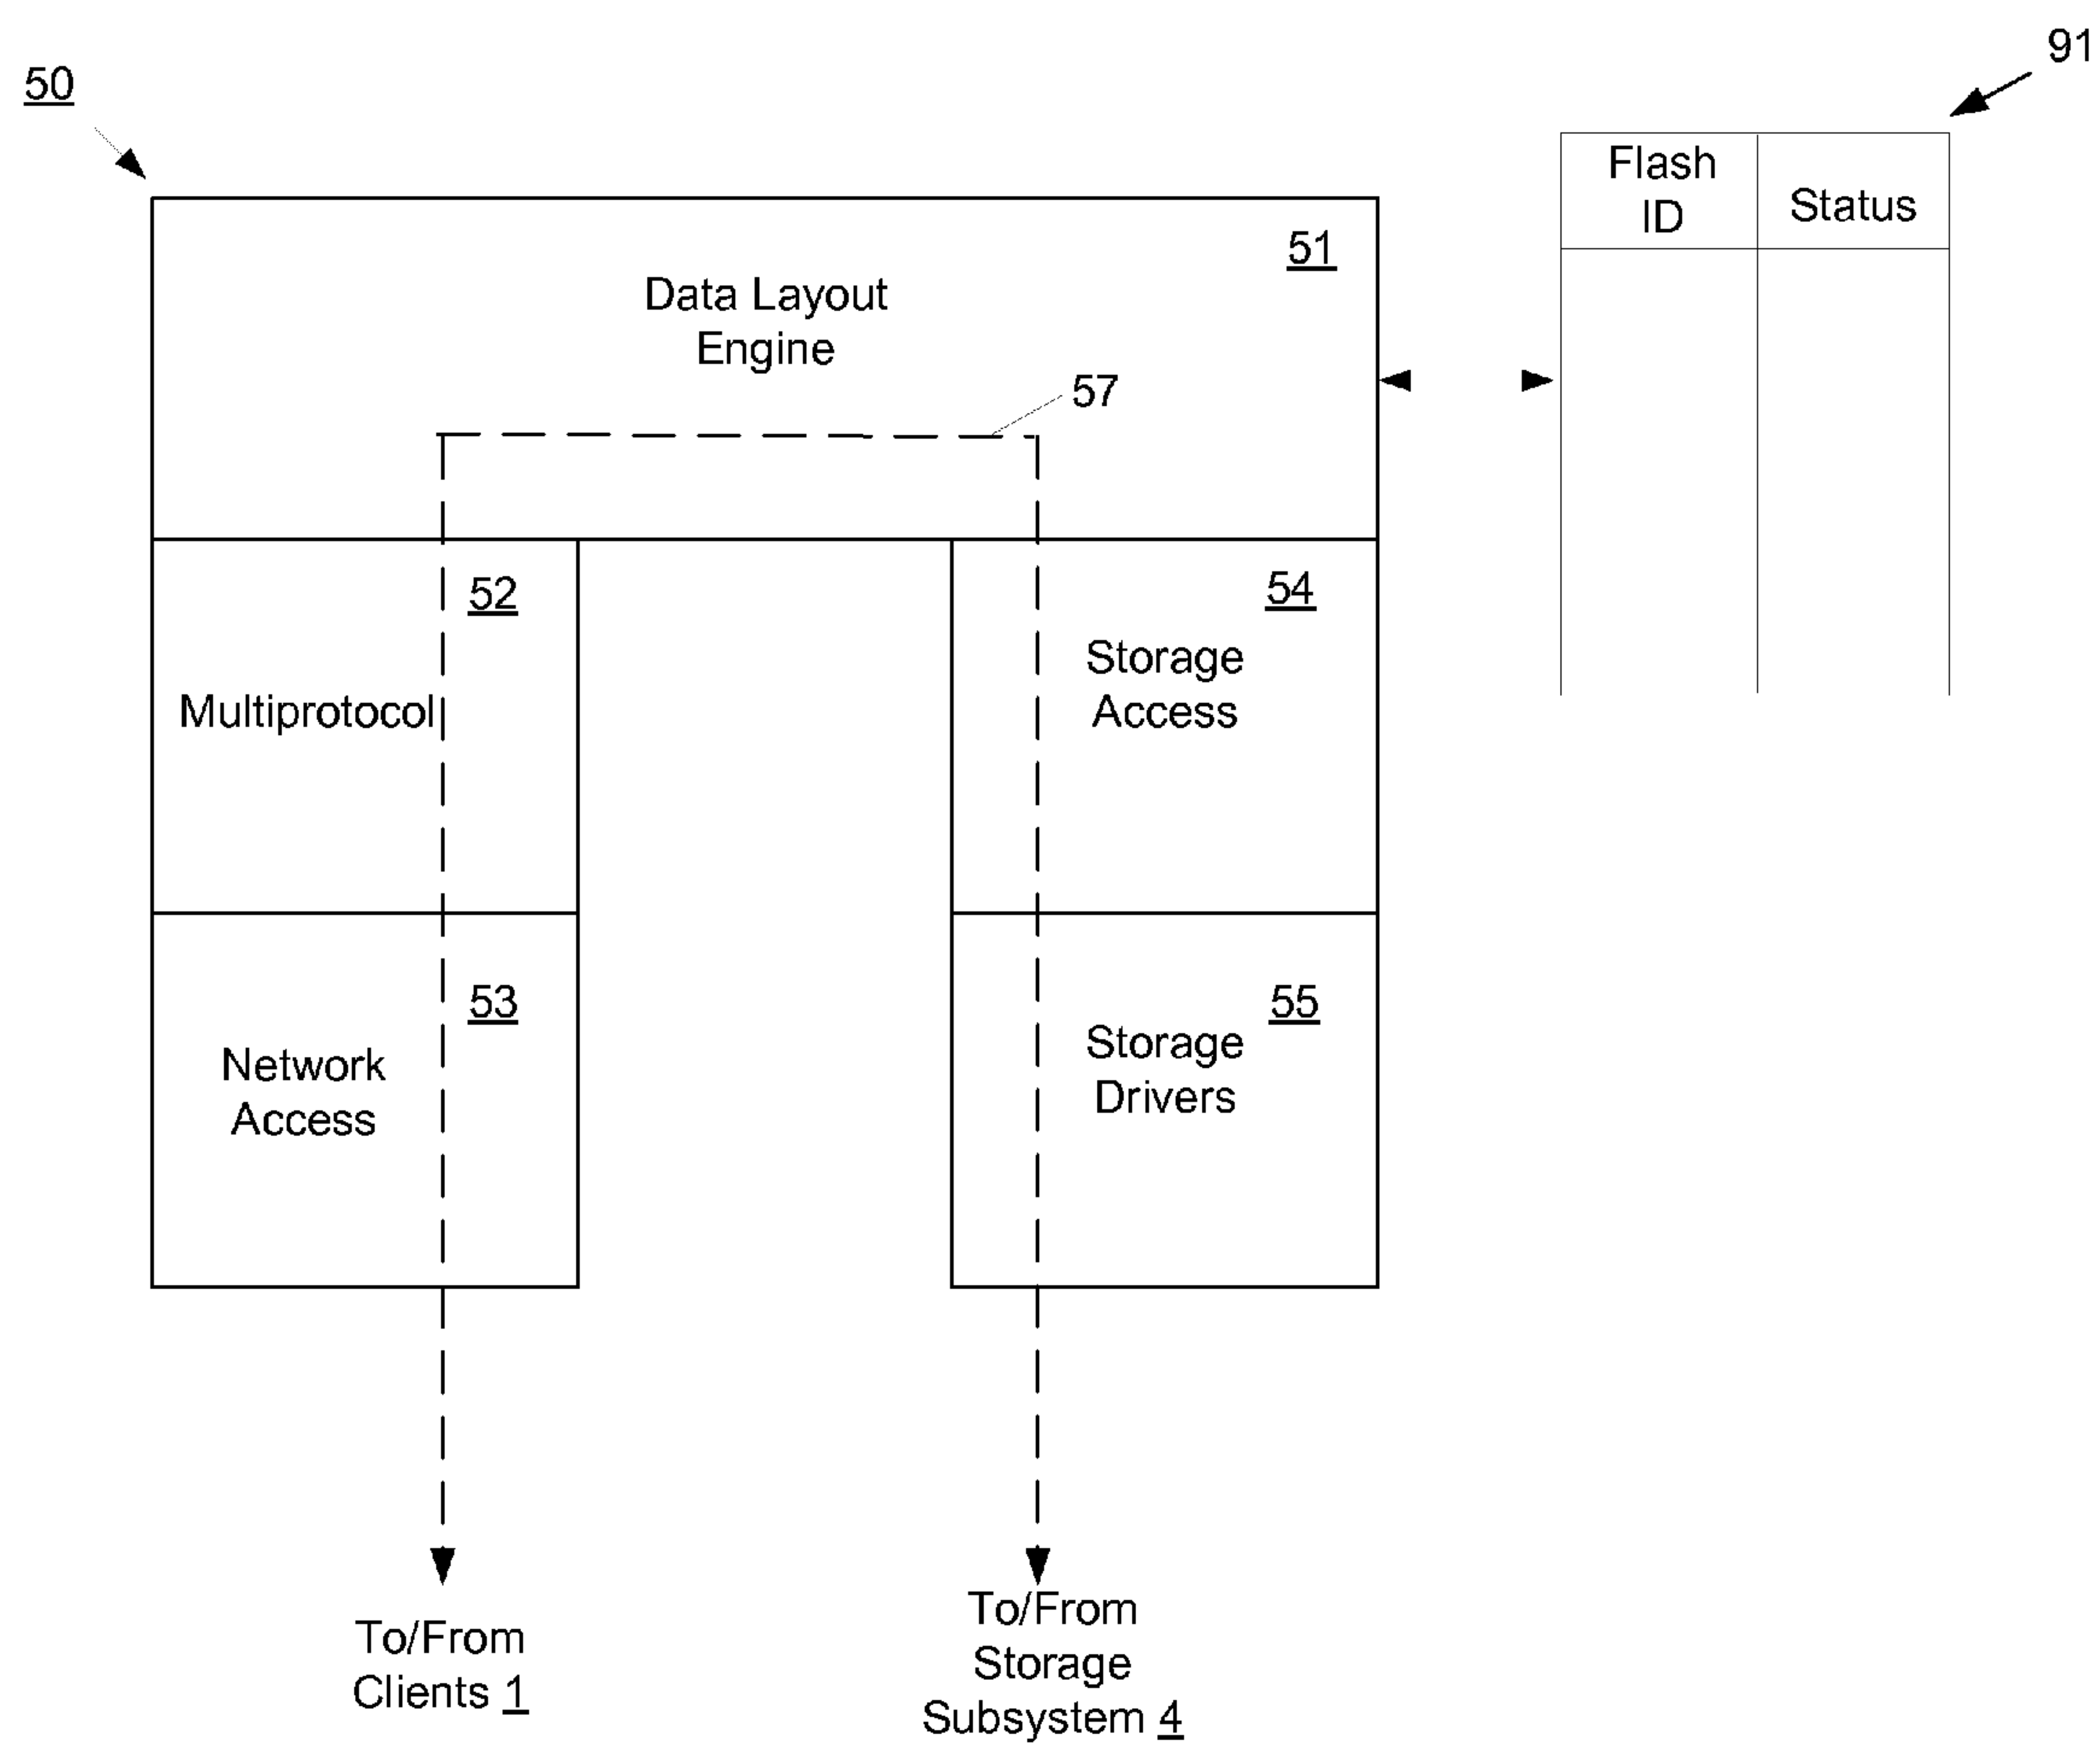 50
91
Flash
ID
Status
51
Data Layout
Engine
57
52
Multiprotocol
54
Storage
Access
53
Network
Access
55
Storage
Drivers
To/From
Clients 1
To/From
Storage
Subsystem 4